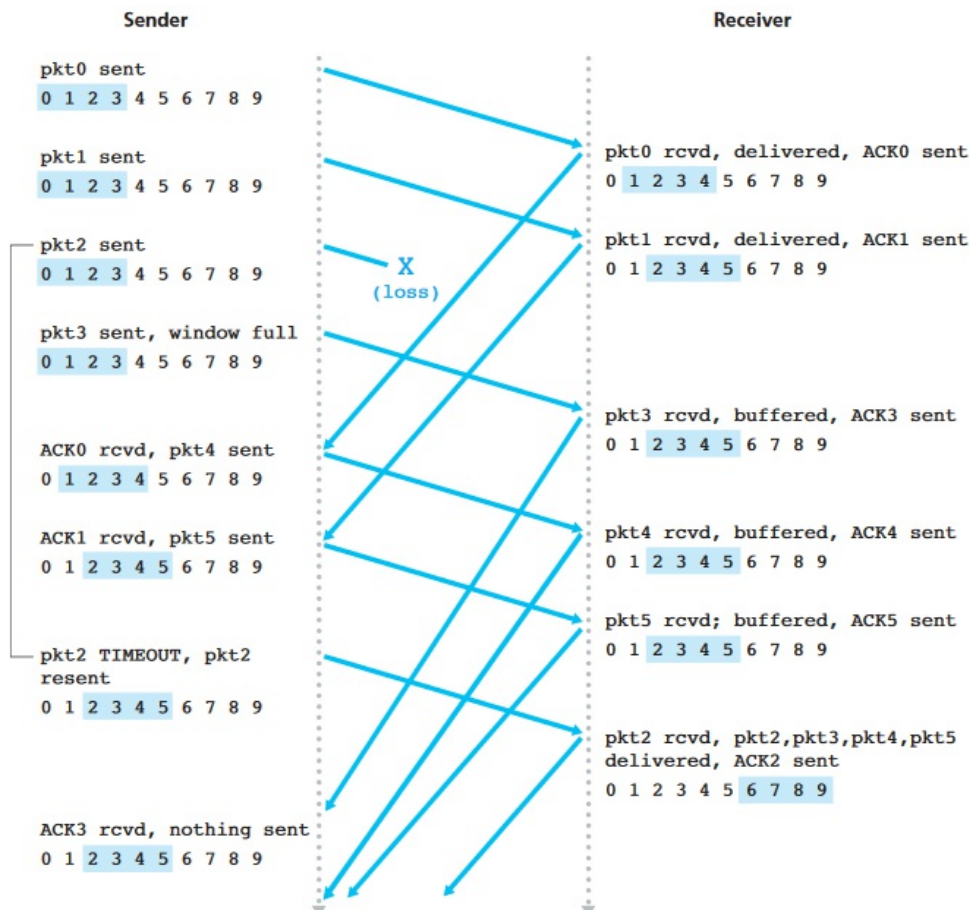 Sender
Receiver
pkt0 sent
0 1 2 3 4 5 6 7 8 9
pkt0 rcvd, delivered, ACK0 sent
0 1 2 3 4 5 6 7 8 9
pkt1 sent
0 1 2 3 4 5 6 7 8 9
pkt1 rcvd, delivered, ACK1 sent
0 1 2 3 4 5 6 7 8 9
pkt2 sent
0 1 2 3 4 5 6 7 8 9
X
(loss)
pkt3 sent, window full
0 1 2 3 4 5 6 7 8 9
pkt3 rcvd, buffered, ACK3 sent
0 1 2 3 4 5 6 7 8 9
ACK0 rcvd, pkt4 sent
0 1 2 3 4 5 6 7 8 9
pkt4 rcvd, buffered, ACK4 sent
0 1 2 3 4 5 6 7 8 9
ACK1 rcvd, pkt5 sent
0 1 2 3 4 5 6 7 8 9
pkt5 rcvd; buffered, ACK5 sent
0 1 2 3 4 5 6 7 8 9
pkt2 TIMEOUT, pkt2
resent
0 1 2 3 4 5 6 7 8 9
pkt2 rcvd, pkt2,pkt3,pkt4,pkt5
delivered, ACK2 sent
0 1 2 3 4 5 6 7 8 9
ACK3 rcvd, nothing sent
0 1 2 3 4 5 6 7 8 9